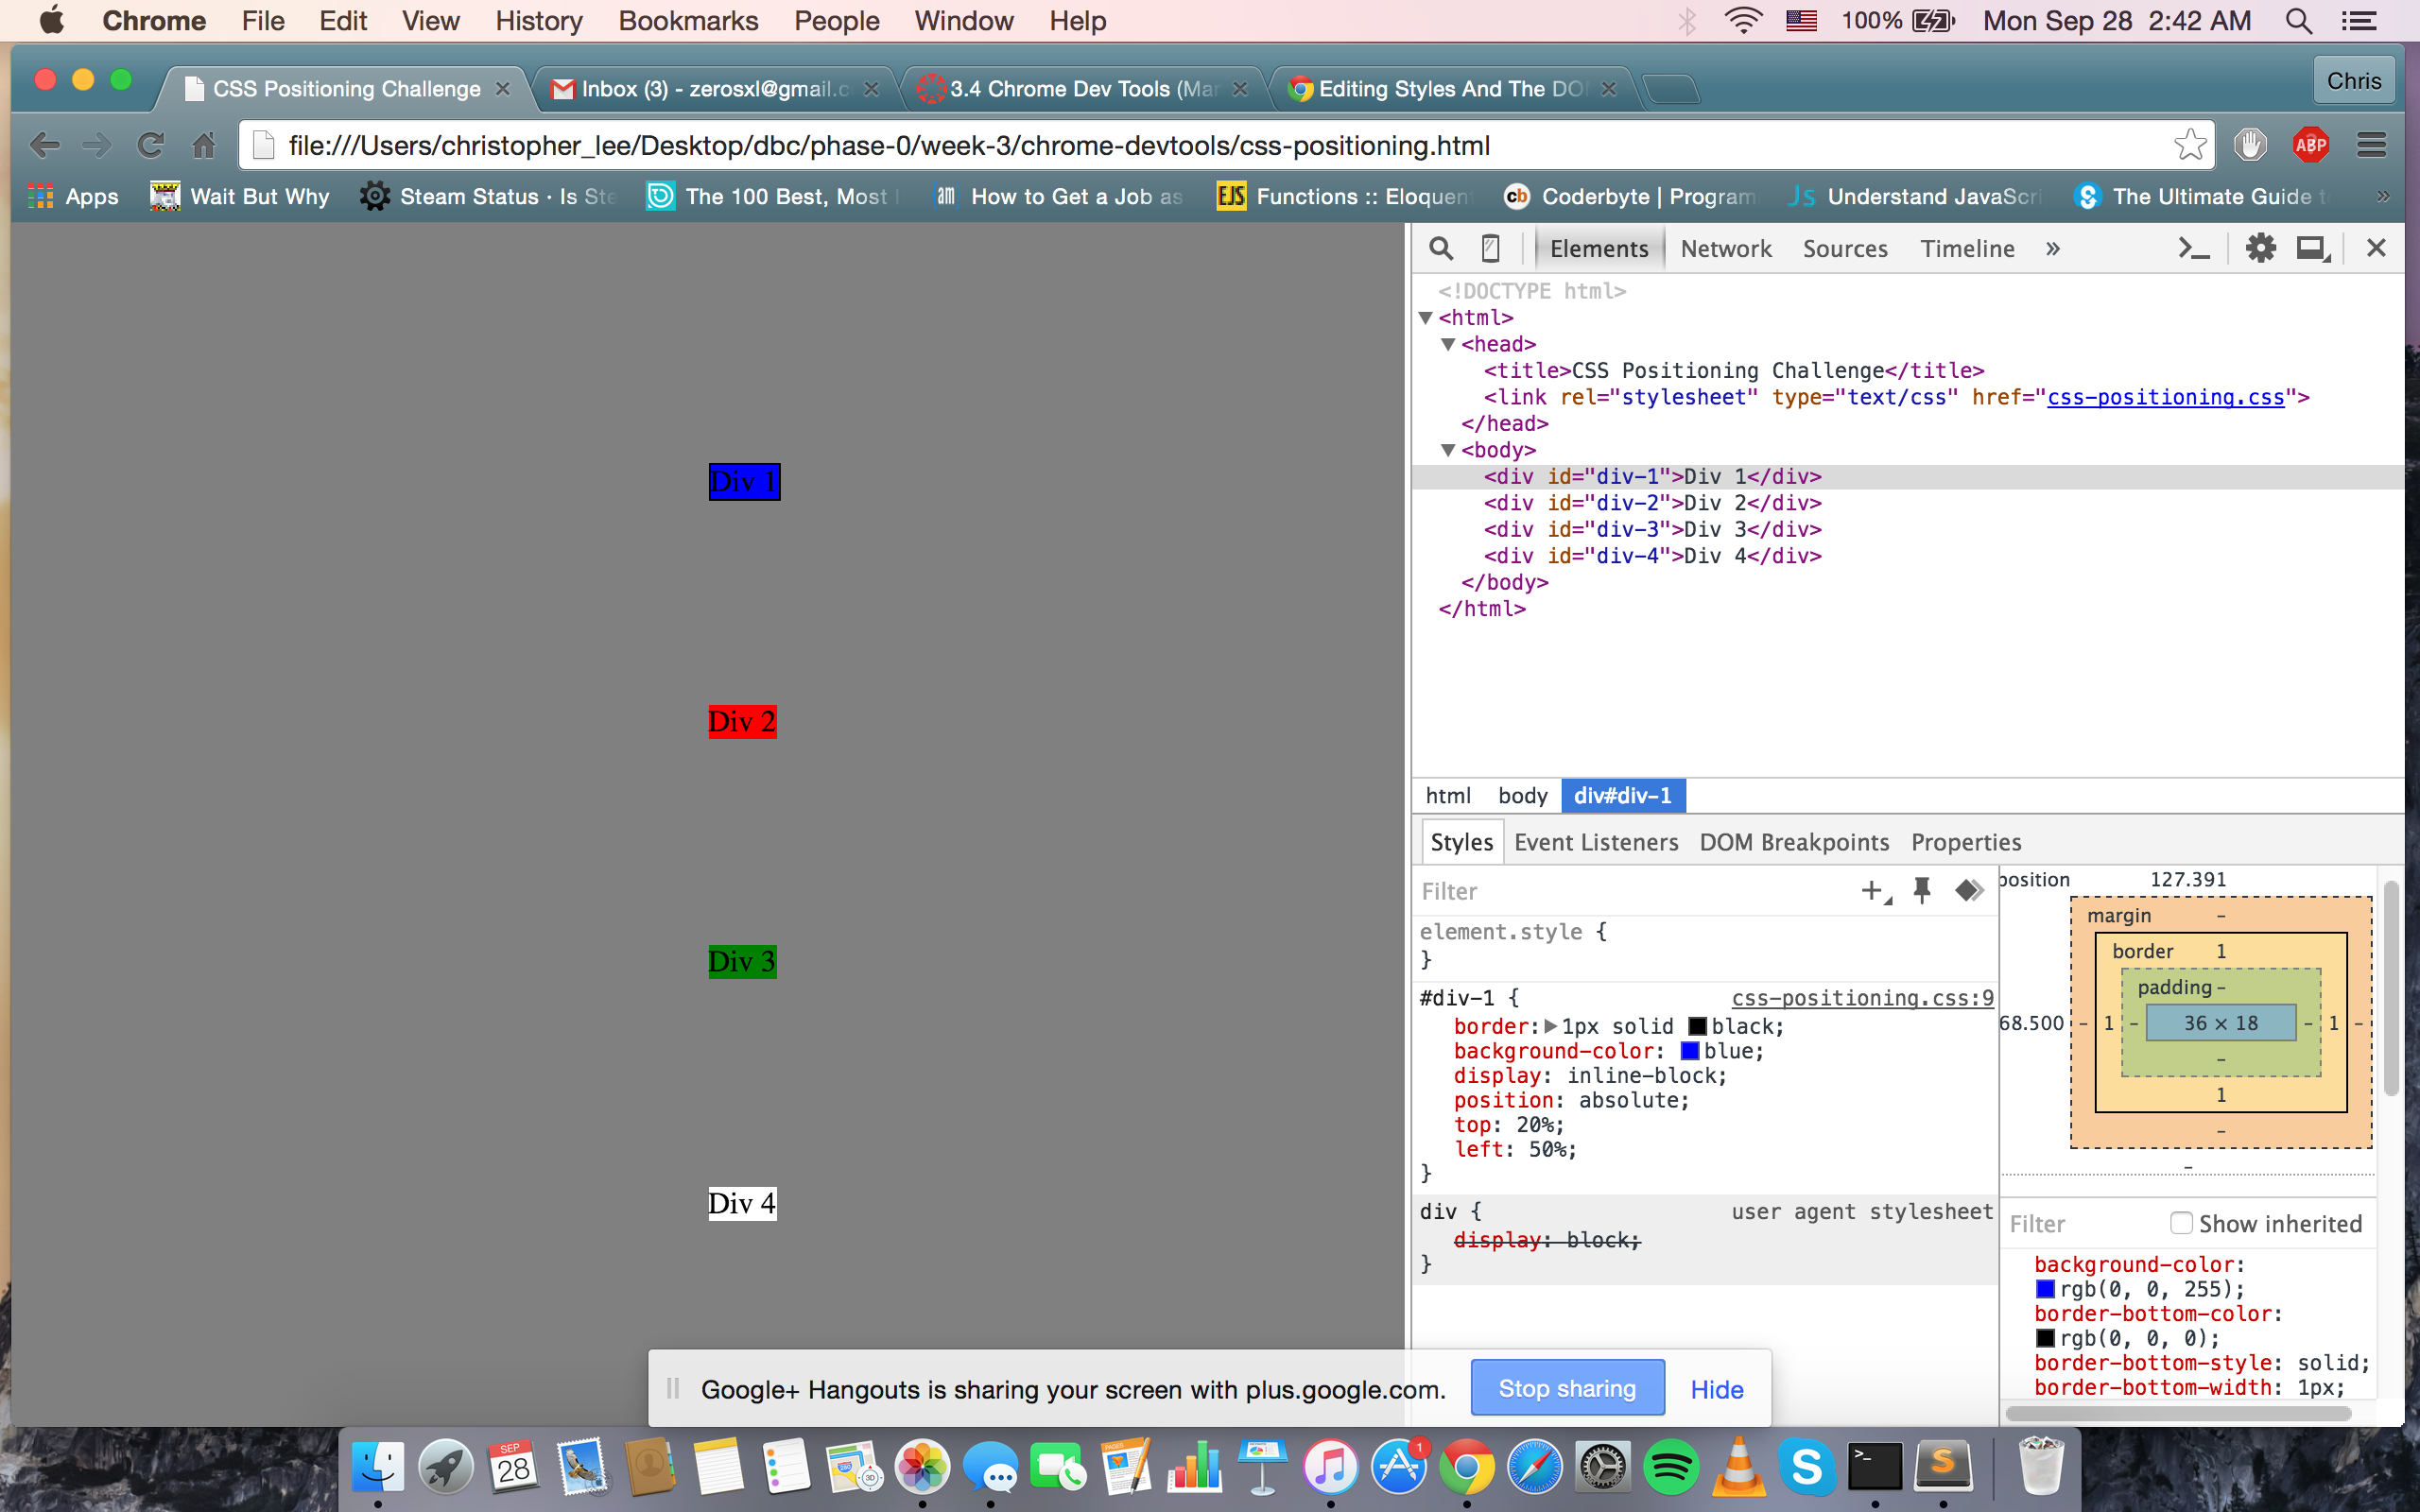 Chrome File Edit View History Bookmarks People Window Help 100% Mon Sep 28 2:42 AM
CSS Positioning Challenge Inbox (3) - zerosxl@gmail.c 3.4 Chrome Dev Tools (Mar Editing Styles And The DO Chris
file:///Users/christopher_lee/Desktop/dbc/phase-0/week-3/chrome-devtools/css-positioning.html ABP
Apps Wait But Why Steam Status · Is Ste The 100 Best, Most am How to Get a Job as EJS Functions :: Eloquent cb Coderbyte | Program JS Understand JavaScri The Ultimate Guide to »
Elements Network Sources Timeline »
<!DOCTYPE html>
<html>
<head>
<title>CSS Positioning Challenge</title>
<link rel="stylesheet" type="text/css" href="css-positioning.css">
</head>
<body>
<div id="div-1">Div 1</div>
<div id="div-2">Div 2</div>
<div id="div-3">Div 3</div>
<div id="div-4">Div 4</div>
</body>
</html>
Div 1
Div 2
Div 3
Div 4
html body div#div-1
Styles Event Listeners DOM Breakpoints Properties
Filter
element.style {
}
#div-1 { css-positioning.css:9
border: 1px solid black;
background-color: blue;
display: inline-block;
position: absolute;
top: 20%;
left: 50%;
}
div { user agent stylesheet
display: block;
}
position 127.391
margin -
border 1
padding -
68.500 - 1 - 36 × 18 - 1 -
-
1
-
-
Filter Show inherited
background-color:
rgb(0, 0, 255);
border-bottom-color:
rgb(0, 0, 0);
border-bottom-style: solid;
border-bottom-width: 1px;
Google+ Hangouts is sharing your screen with plus.google.com. Stop sharing Hide
SEP
28
PAGES
1